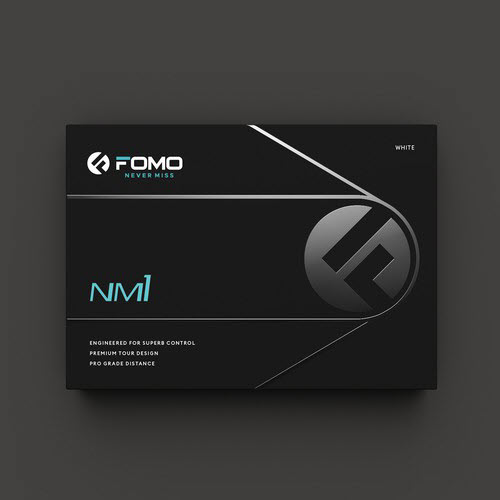 FOMO
NEVER MISS
WHITE
NM1
ENGINEERED FOR SUPERB CONTROL
PREMIUM TOUR DESIGN
PRO GRADE DISTANCE